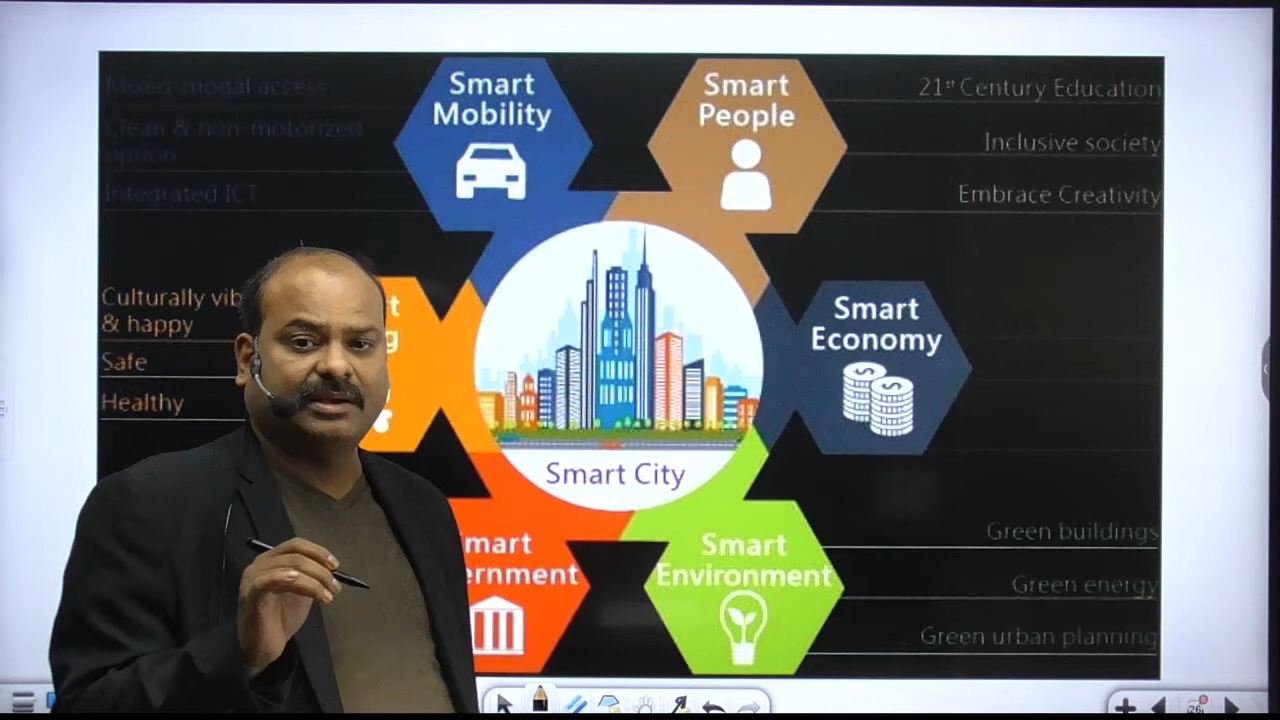 Mixed-modal access
Clean & non-motorized
option
Integrated ICT
Smart
Mobility
Smart
People
21st Century Education
Inclusive society
Embrace Creativity
Culturally vib
& happy
Safe
Healthy
Smart
Economy
Smart City
mart
ernment
Smart
Environment
Green buildings
Green energy
Green urban planning
26